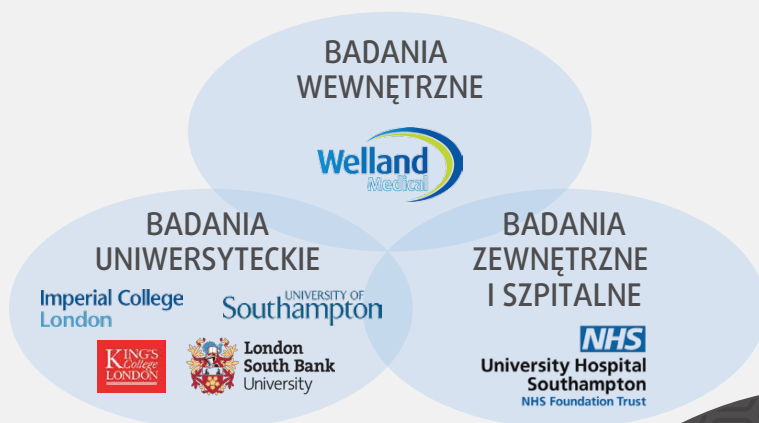 BADANIA
WEWNĘTRZNE
Welland
Medical
BADANIA
UNIWERSYTECKIE
Imperial College
London
UNIVERSITY OF
Southampton
KING'S
College
LONDON
London
South Bank
University
BADANIA
ZEWNĘTRZNE
I SZPITALNE
NHS
University Hospital
Southampton
NHS Foundation Trust